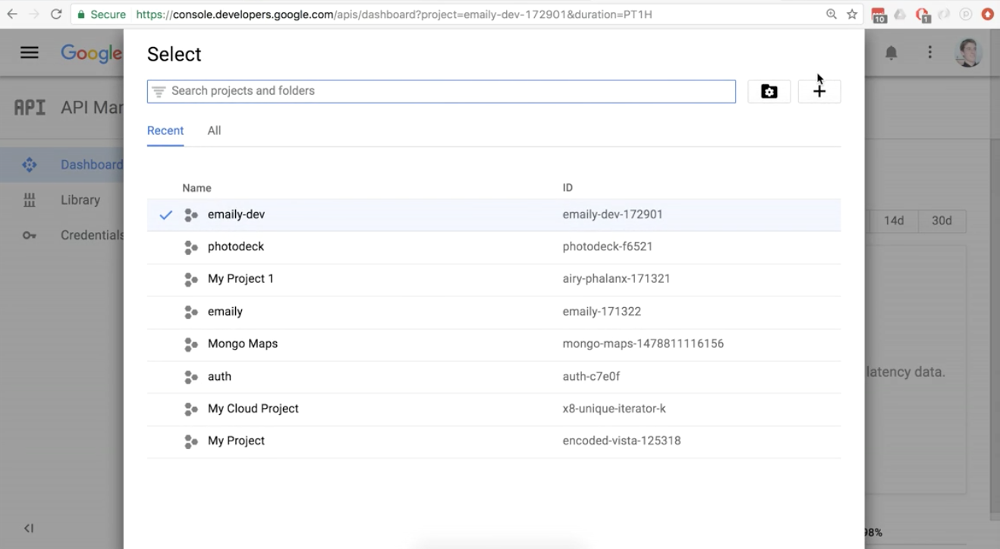 Secure https://console.developers.google.com/apis/dashboard?project=emaily-dev-172901&duration=PT1H
10
1
Google
Select
Search projects and folders
API API Mar
Recent All
Dashboard
Name ID
Library
emaily-dev emaily-dev-172901
14d 30d
Credentials
photodeck photodeck-f6521
My Project 1 airy-phalanx-171321
emaily emaily-171322
Mongo Maps mongo-maps-1478811116156
latency data.
auth auth-c7e0f
My Cloud Project x8-unique-iterator-k
My Project encoded-vista-125318
98%